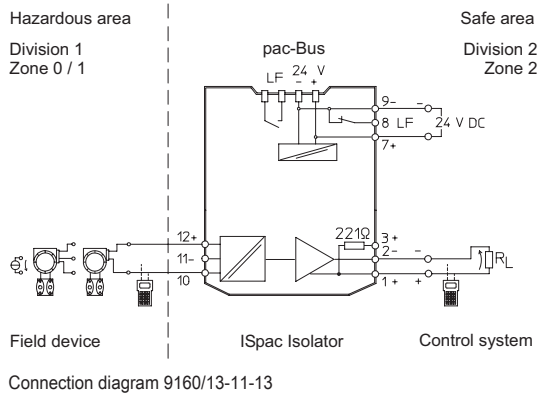 Hazardous area
Safe area
Division 1
Zone 0 / 1
pac-Bus
Division 2
Zone 2
LF 24 V
- +
9- -
8 LF 24 V DC
7+
12+
11-
10
221Ω
3+
2- -
1+ +
RL
Field device
ISpac Isolator
Control system
Connection diagram 9160/13-11-13